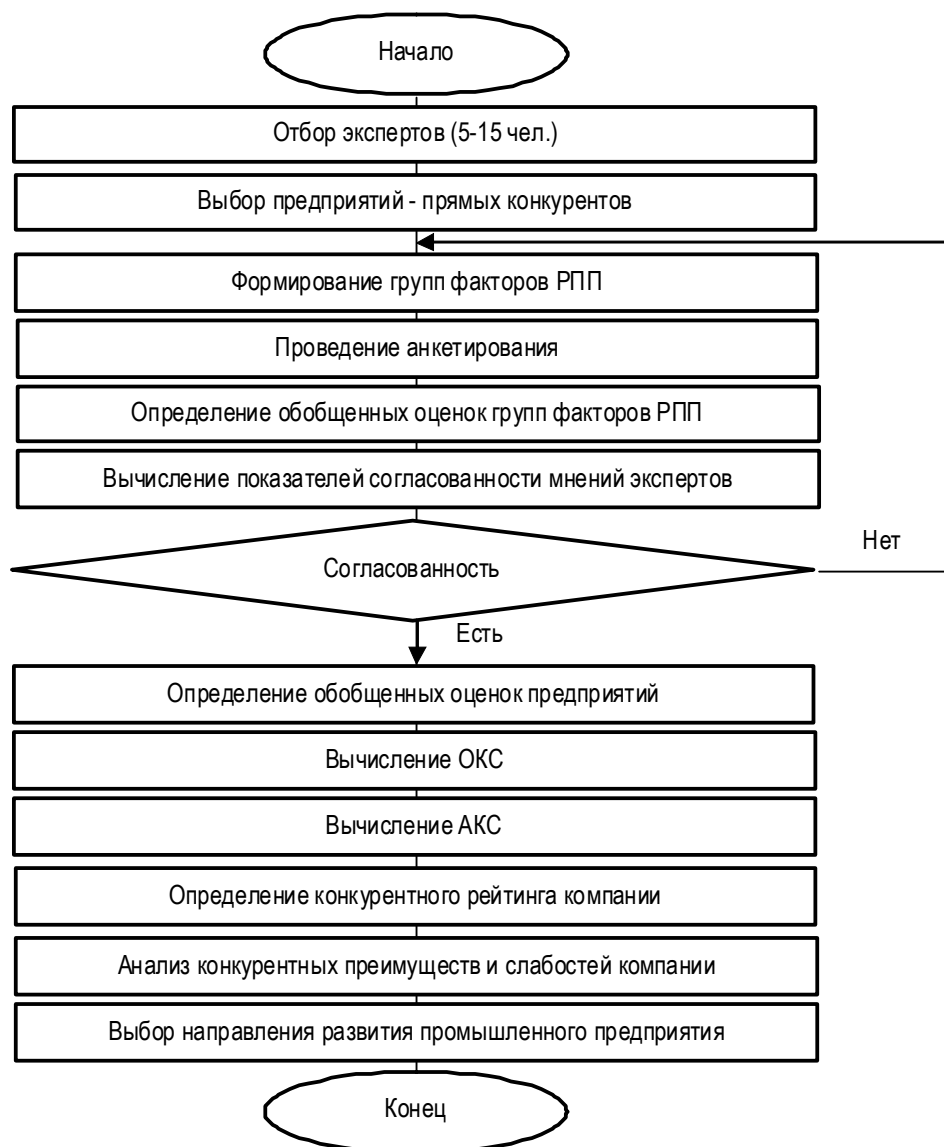 Начало
Отбор экспертов (5-15 чел.)
Выбор предприятий - прямых конкурентов
Формирование групп факторов РПП
Проведение анкетирования
Определение обобщенных оценок групп факторов РПП
Вычисление показателей согласованности мнений экспертов
Нет
Согласованность
Есть
Определение обобщенных оценок предприятий
Вычисление ОКС
Вычисление АКС
Определение конкурентного рейтинга компании
Анализ конкурентных преимуществ и слабостей компании
Выбор направления развития промышленного предприятия
Конец